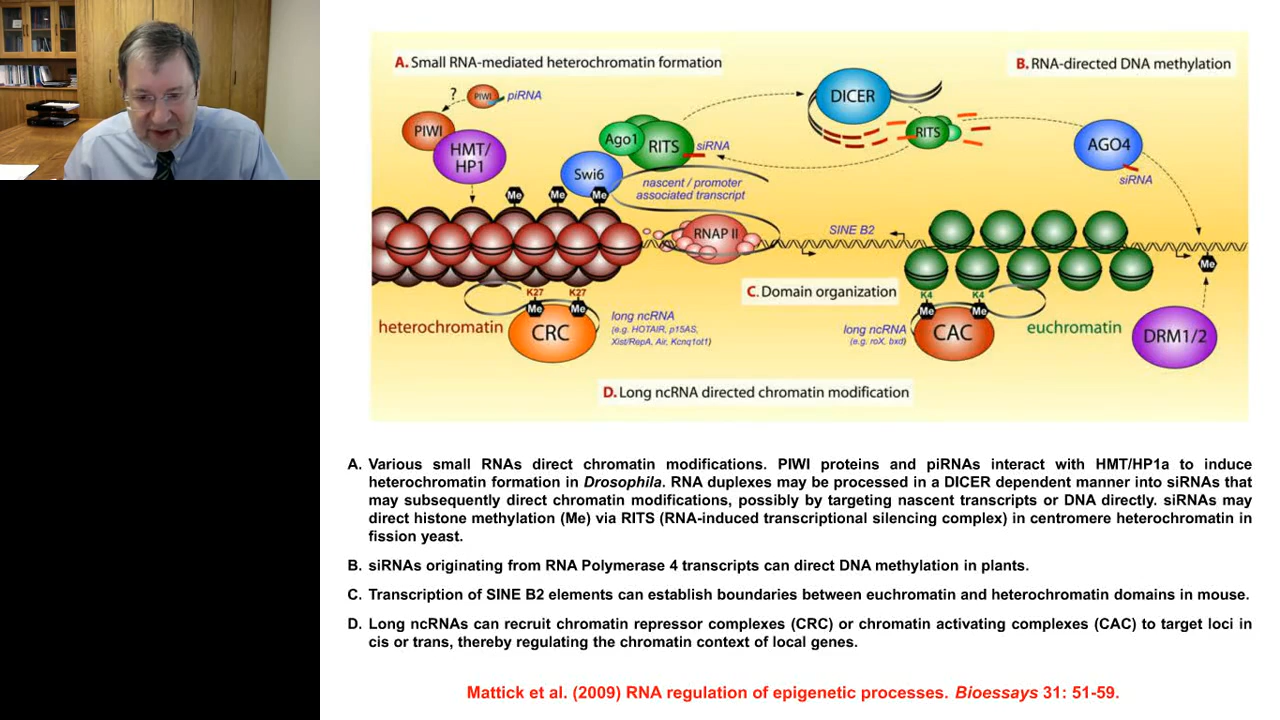 A. Small RNA-mediated heterochromatin formation
B. RNA-directed DNA methylation
? PIWI piRNA
PIWI
HMT/
HP1
Ago1
RITS
siRNA
Swi6
nascent / promoter
associated transcript
DICER
RITS
AGO4
siRNA
Me Me Me
RNAP II
SINE B2
Me
C. Domain organization
K27 K27
Me Me
K4 K4
Me Me
heterochromatin
CRC
long ncRNA
(e.g. HOTAIR, p15AS,
Xist/RepA, Air, Kcnq1ot1)
long ncRNA
(e.g. roX, bxd)
CAC
euchromatin
DRM1/2
D. Long ncRNA directed chromatin modification
A. Various small RNAs direct chromatin modifications. PIWI proteins and piRNAs interact with HMT/HP1a to induce
heterochromatin formation in Drosophila. RNA duplexes may be processed in a DICER dependent manner into siRNAs that
may subsequently direct chromatin modifications, possibly by targeting nascent transcripts or DNA directly. siRNAs may
direct histone methylation (Me) via RITS (RNA-induced transcriptional silencing complex) in centromere heterochromatin in
fission yeast.
B. siRNAs originating from RNA Polymerase 4 transcripts can direct DNA methylation in plants.
C. Transcription of SINE B2 elements can establish boundaries between euchromatin and heterochromatin domains in mouse.
D. Long ncRNAs can recruit chromatin repressor complexes (CRC) or chromatin activating complexes (CAC) to target loci in
cis or trans, thereby regulating the chromatin context of local genes.
Mattick et al. (2009) RNA regulation of epigenetic processes. Bioessays 31: 51-59.